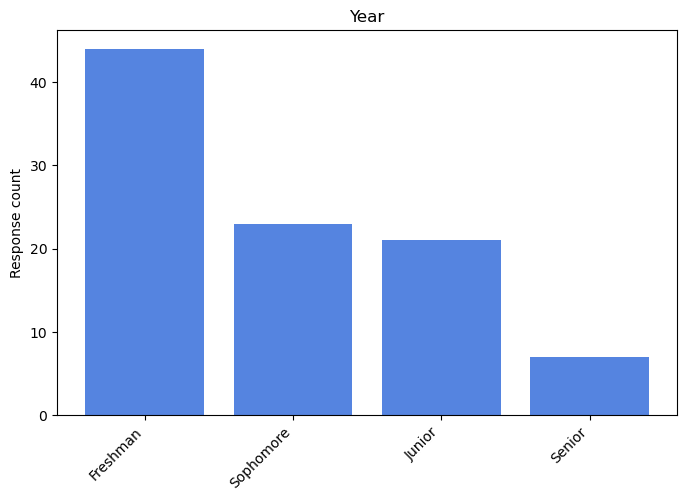 Year
Response count
40
30
20
10
0
Freshman
Sophomore
Junior
Senior